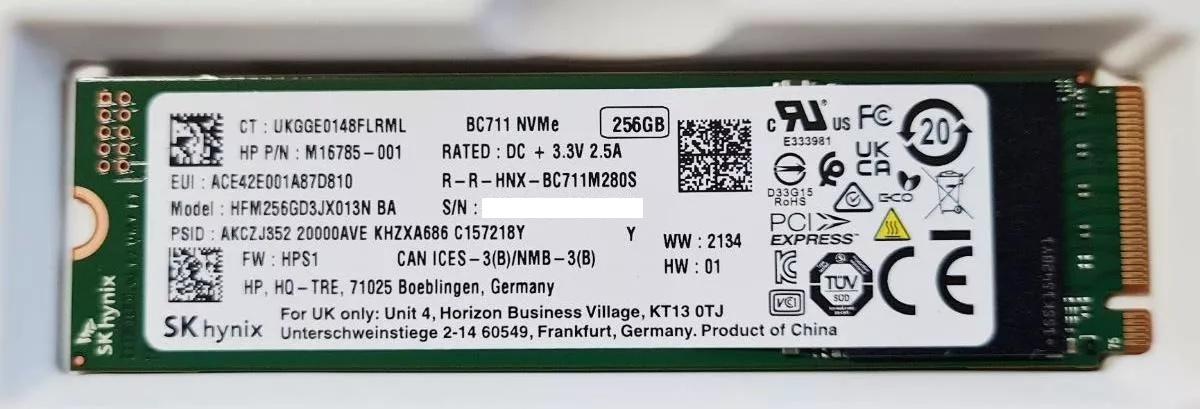 CT : UKGGE0148FLRML
BC711 NVMe
256GB
HP P/N : M16785-001
RATED : DC + 3.3V 2.5A
EUI : ACE42E001A87D810
R-R-HNX-BC711M280S
Model : HFM256GD3JX013N BA
S/N :
PSID : AKCZJ352 20000AVE KHZXA686 C157218Y
Y
WW : 2134
FW : HPS1
CAN ICES-3(B)/NMB-3(B)
HW : 01
HP, HQ-TRE, 71025 Boeblingen, Germany
SK hynix
For UK only: Unit 4, Horizon Business Village, KT13 0TJ
Unterschweinstiege 2-14 60549, Frankfurt, Germany. Product of China
C RU US
E333981
FC
20
UK
CA
D33G15
RoHS
ECO
PCI
EXPRESS
TÜV
SÜD
VCI
CE
SK hynix
75